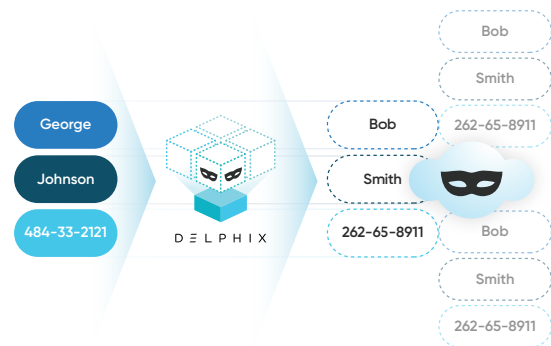 George
Johnson
484-33-2121
DELPHIX
Bob
Smith
262-65-8911
Bob
Smith
262-65-8911
Bob
Smith
262-65-8911